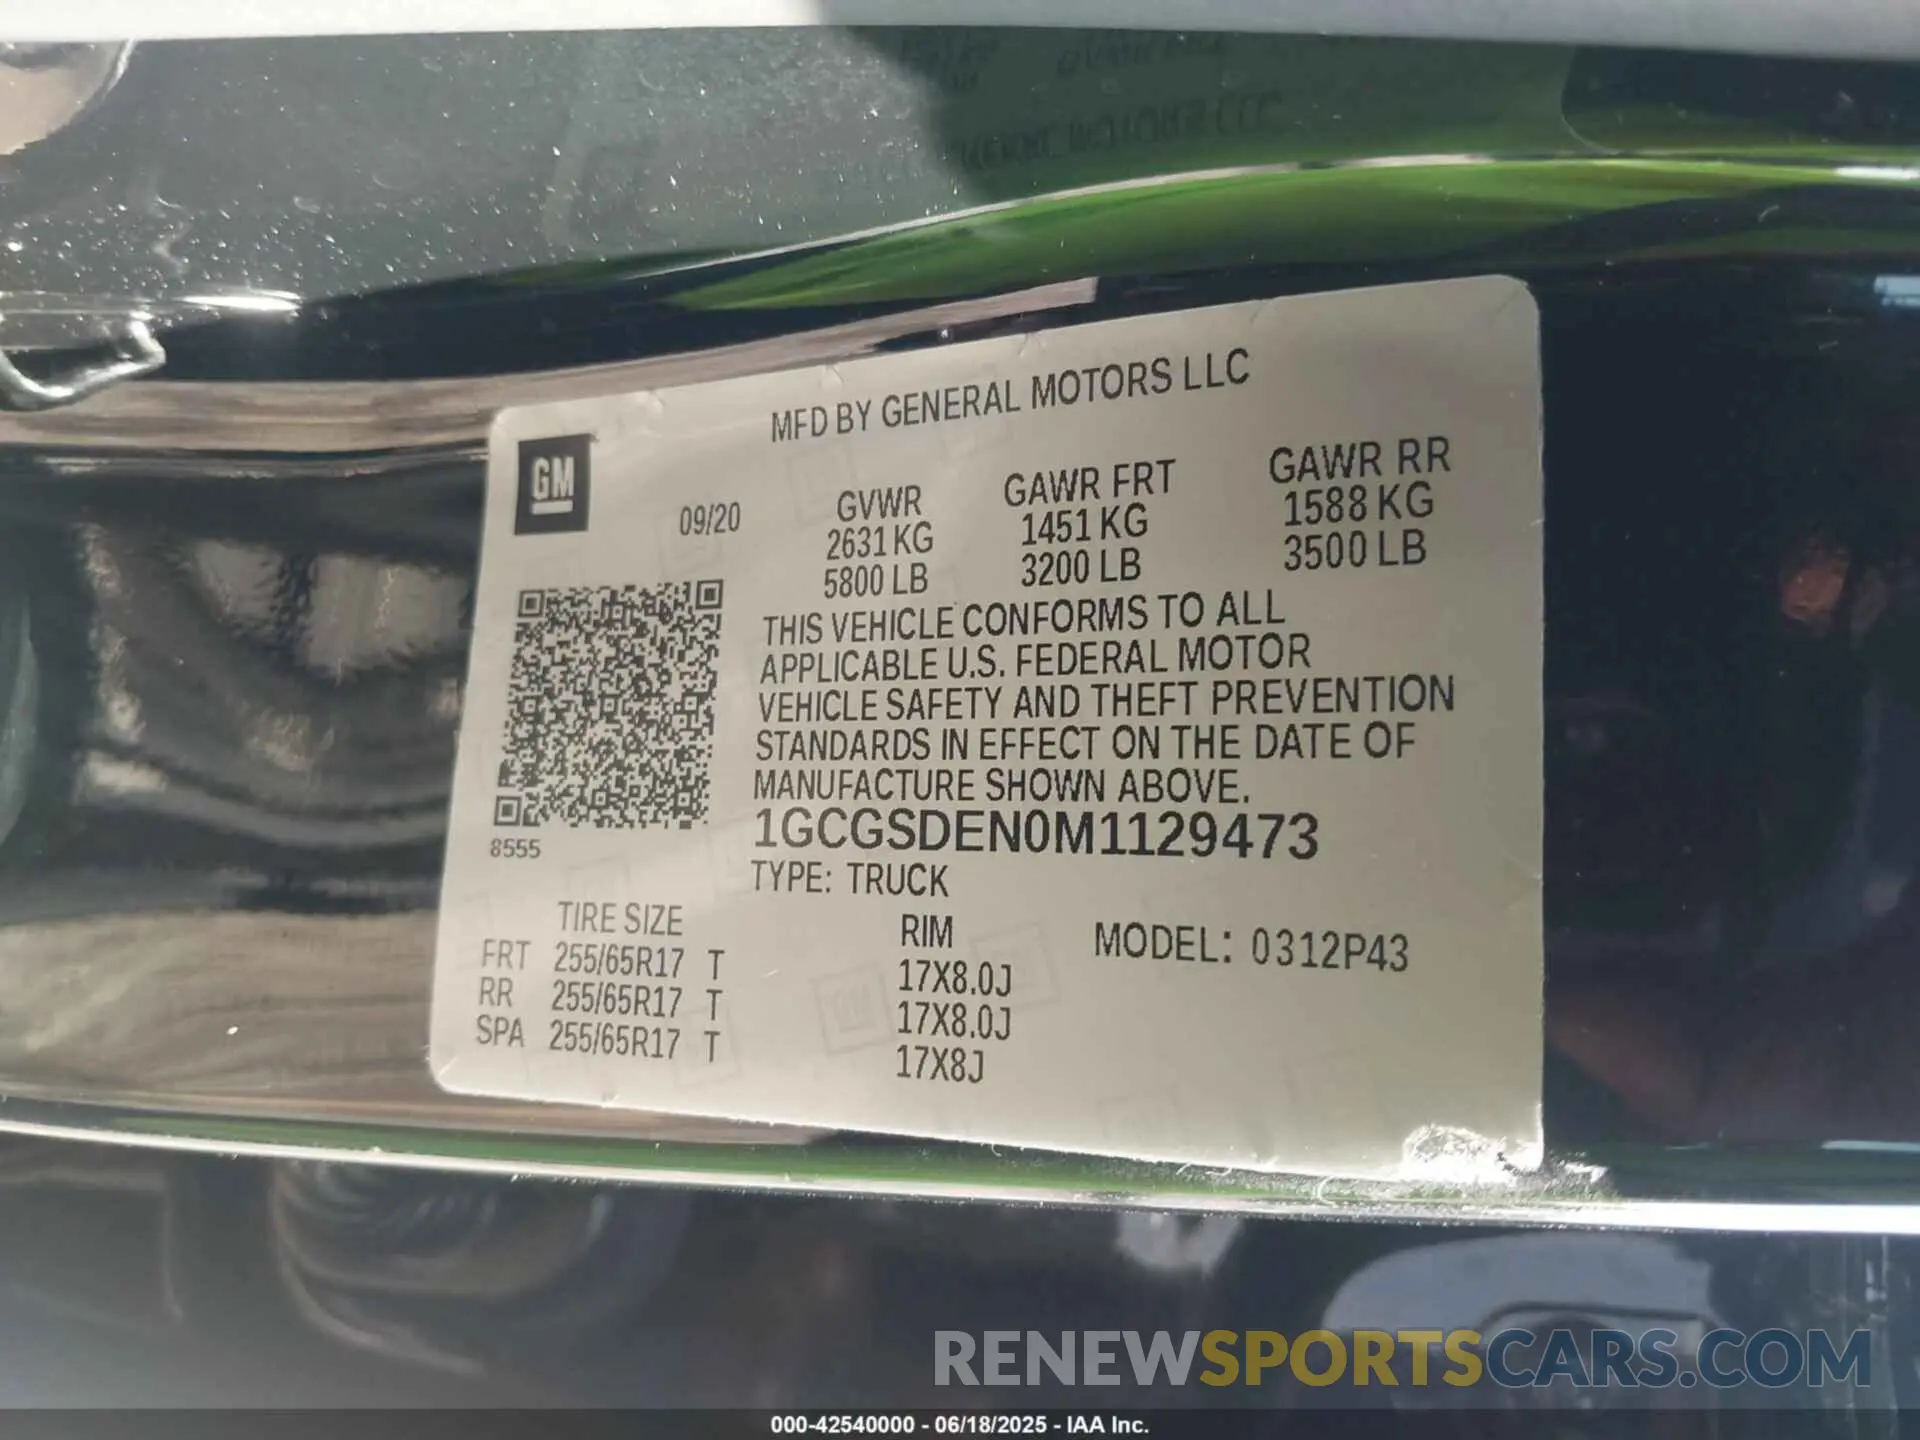 MFD BY GENERAL MOTORS LLC
GM
09/20
GVWR
2631 KG
5800 LB
GAWR FRT
1451 KG
3200 LB
GAWR RR
1588 KG
3500 LB
THIS VEHICLE CONFORMS TO ALL
APPLICABLE U.S. FEDERAL MOTOR
VEHICLE SAFETY AND THEFT PREVENTION
STANDARDS IN EFFECT ON THE DATE OF
MANUFACTURE SHOWN ABOVE.
1GCGSDEN0M1129473
8555
TYPE: TRUCK
TIRE SIZE
RIM
MODEL: 0312P43
FRT 255/65R17 T 17X8.0J
RR 255/65R17 T 17X8.0J
SPA 255/65R17 T 17X8J
RENEWSPORTSCARS.COM
000-42540000 - 06/18/2025 - IAA Inc.